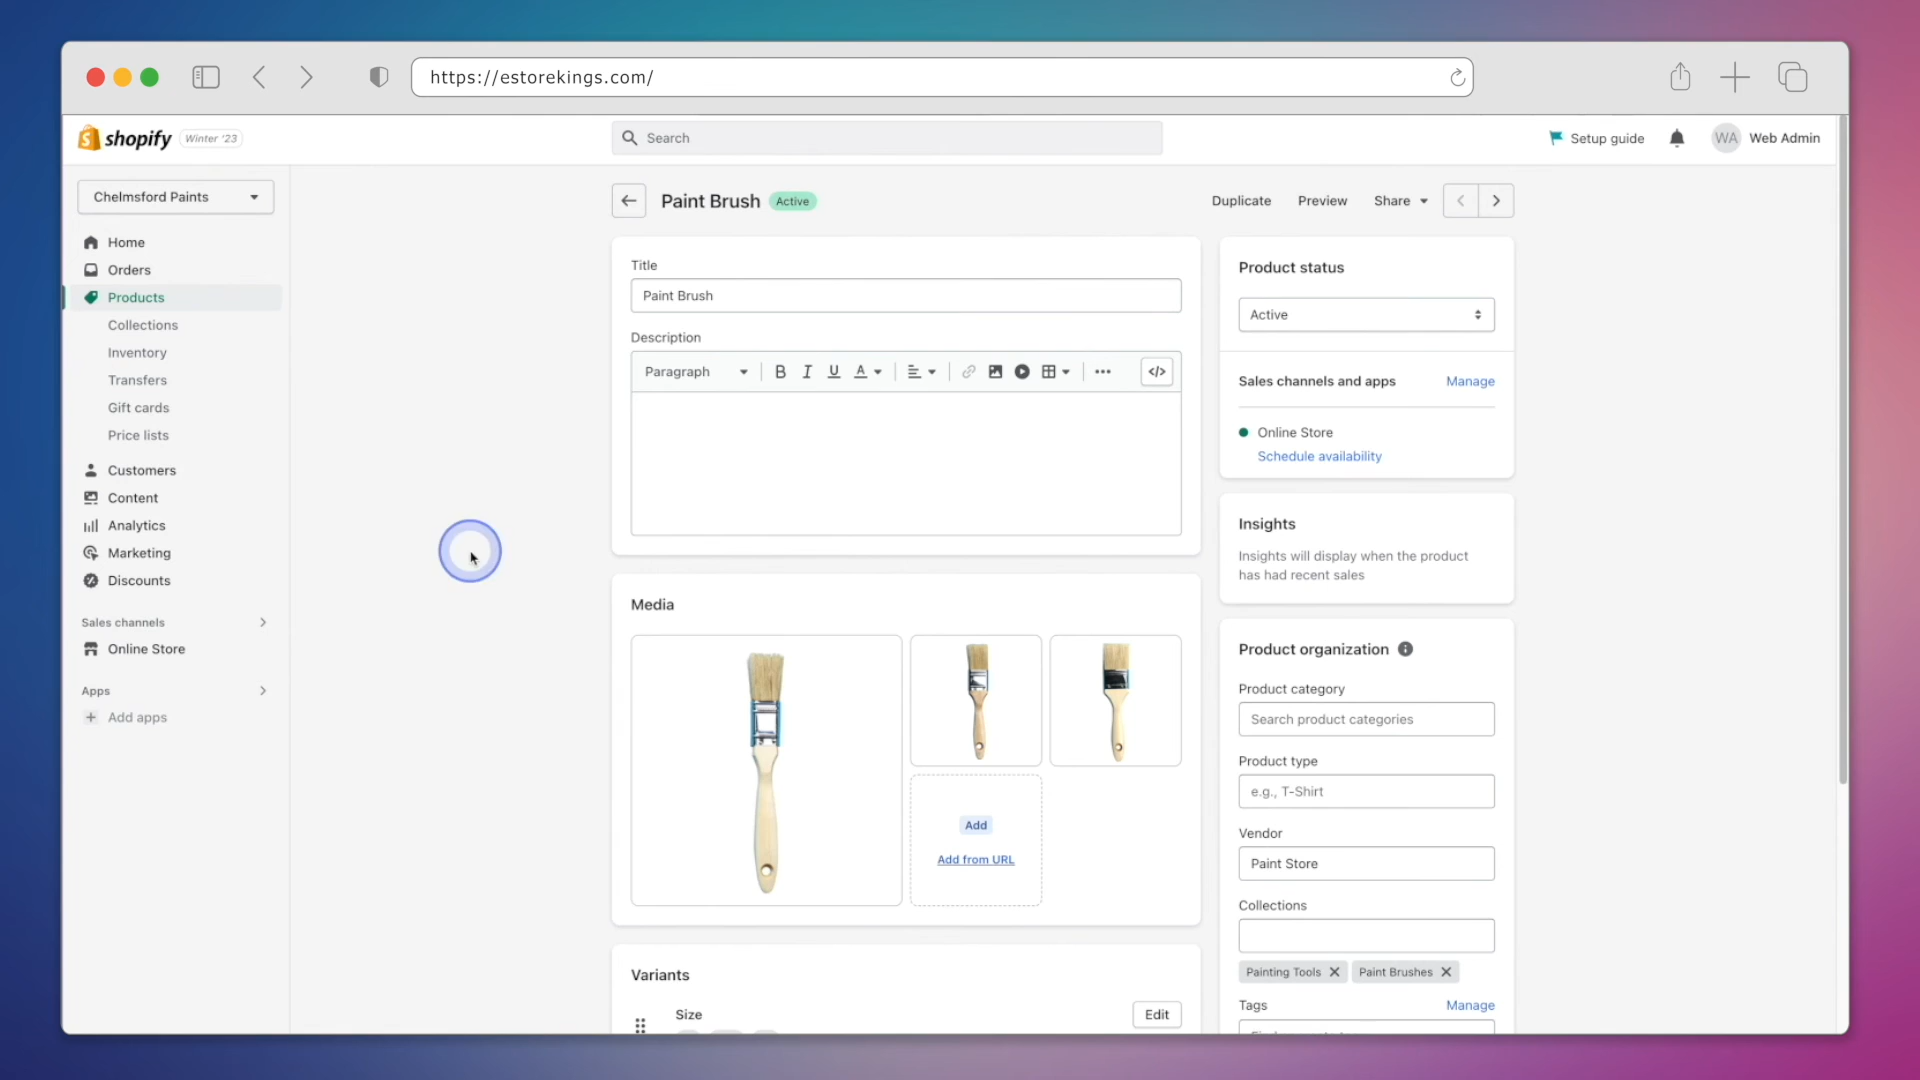 https://estorekings.com/
shopify Winter '23
Search
Setup guide
WA Web Admin
Chelmsford Paints
Home
Orders
Products
Collections
Inventory
Transfers
Gift cards
Price lists
Customers
Content
Analytics
Marketing
Discounts
Sales channels
Online Store
Apps
Add apps
Paint Brush Active
Duplicate Preview Share
Title
Paint Brush
Description
Paragraph B I U A
Media
Add
Add from URL
Variants
Size
Edit
Product status
Active
Sales channels and apps Manage
Online Store
Schedule availability
Insights
Insights will display when the product
has had recent sales
Product organization
Product category
Search product categories
Product type
e.g., T-Shirt
Vendor
Paint Store
Collections
Painting Tools Paint Brushes
Tags Manage